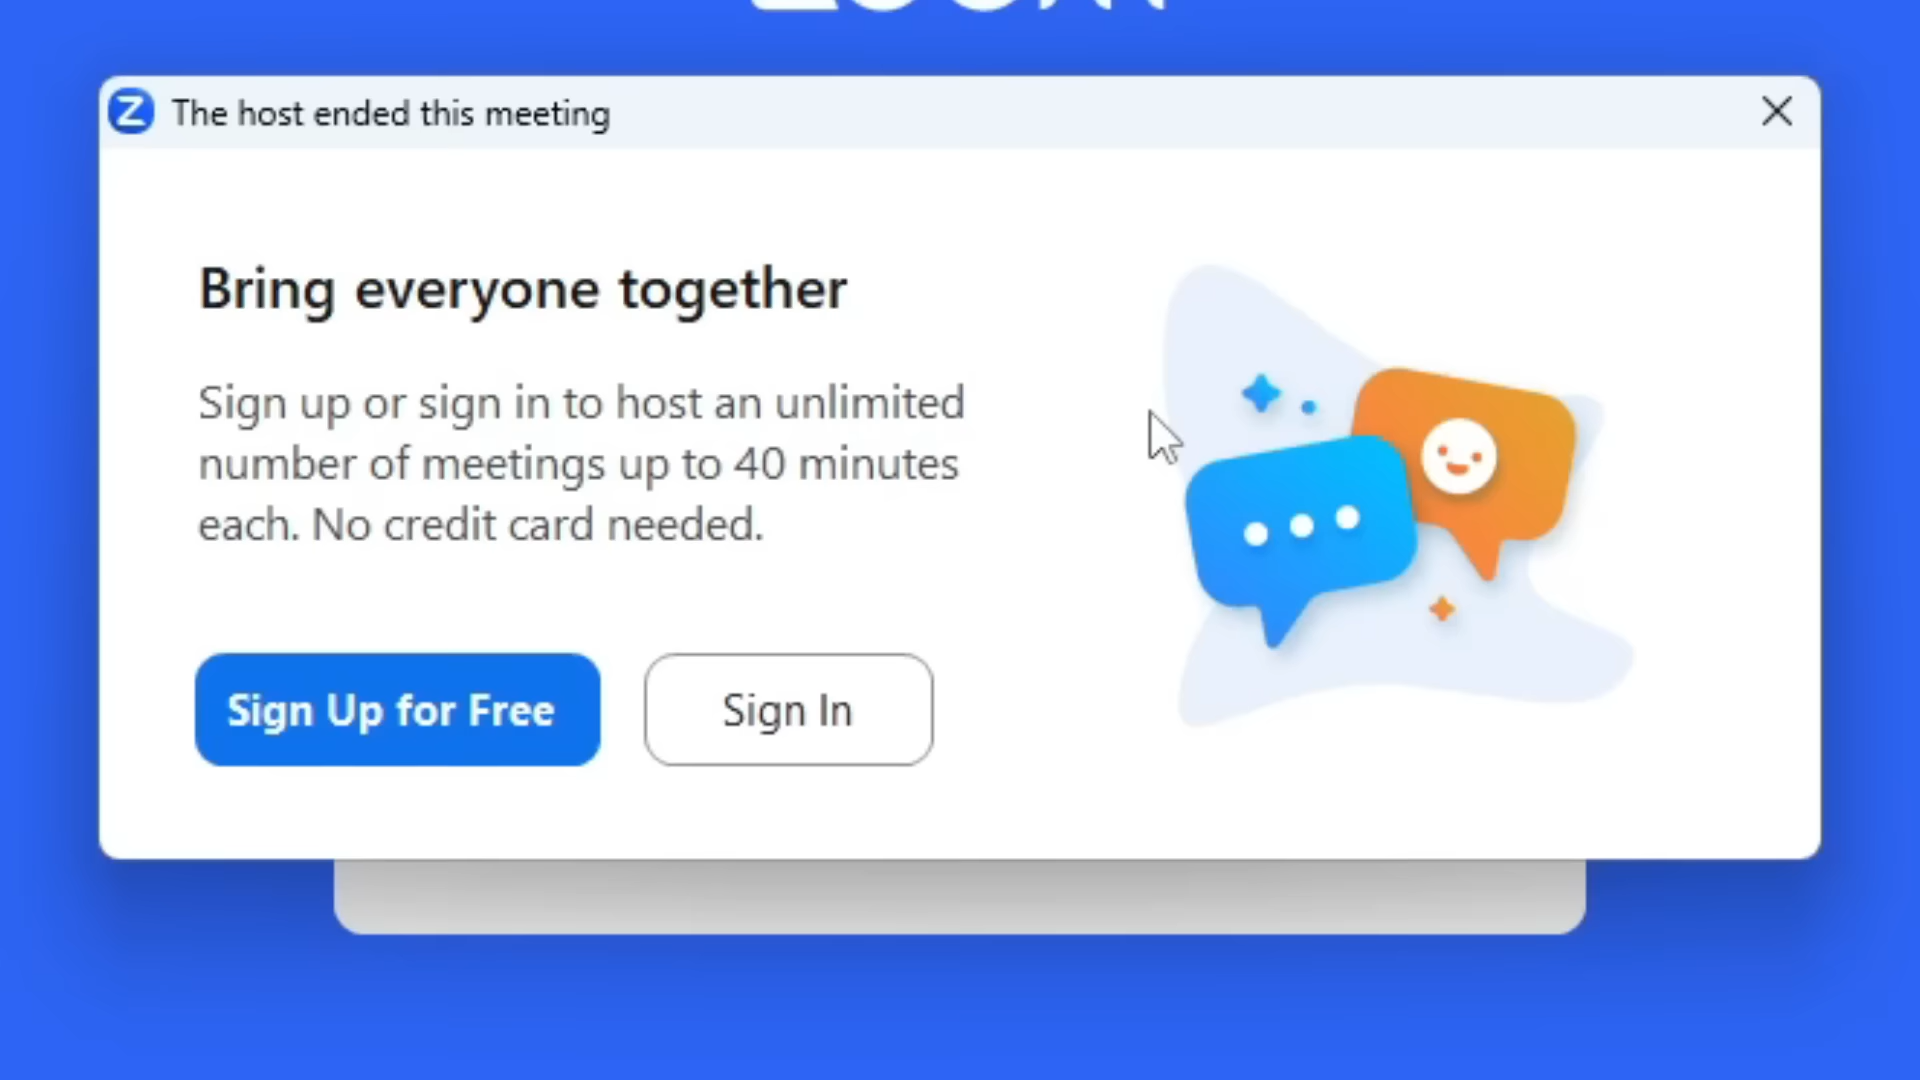 The host ended this meeting
Bring everyone together
Sign up or sign in to host an unlimited
number of meetings up to 40 minutes
each. No credit card needed.
Sign Up for Free
Sign In